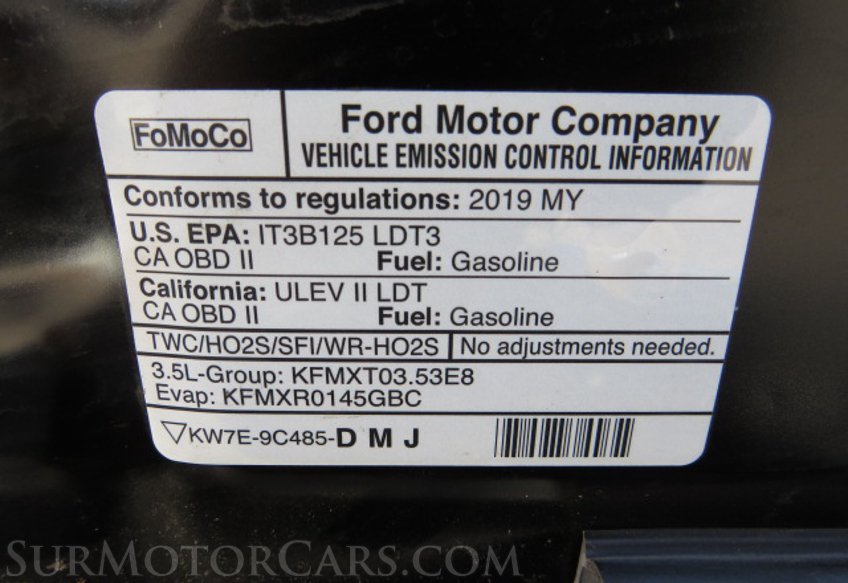 FoMoCo
Ford Motor Company
VEHICLE EMISSION CONTROL INFORMATION
Conforms to regulations: 2019 MY
U.S. EPA: IT3B125 LDT3
CA OBD II Fuel: Gasoline
California: ULEV II LDT
CA OBD II Fuel: Gasoline
TWC/HO2S/SFI/WR-HO2S No adjustments needed.
3.5L-Group: KFMXT03.53E8
Evap: KFMXR0145GBC
KW7E-9C485-D M J
SURMOTORCARS.COM